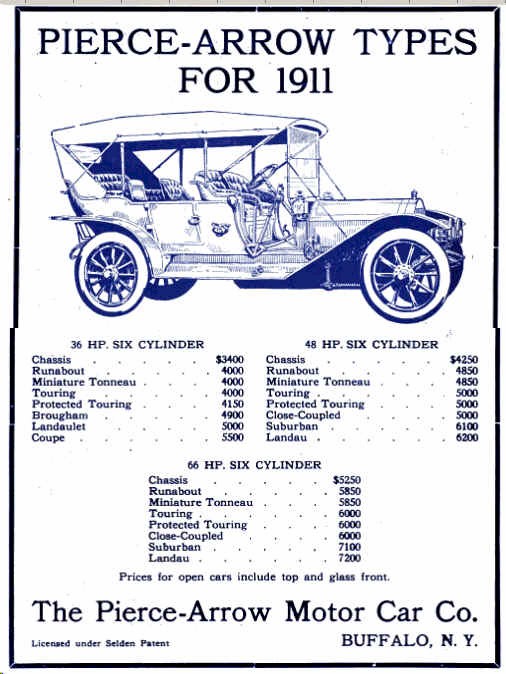 PIERCE-ARROW TYPES
FOR 1911
36 HP. SIX CYLINDER
Chassis . . . . . . $3400
Runabout . . . . . 4000
Miniature Tonneau . . . . 4000
Touring . . . . . . 4000
Protected Touring . . . . 4150
Brougham . . . . . 4900
Landaulet . . . . . 5000
Coupe . . . . . . 5500
48 HP. SIX CYLINDER
Chassis . . . . . . $4250
Runabout . . . . . 4850
Miniature Tonneau . . . . 4850
Touring . . . . . . 5000
Protected Touring . . . . 5000
Close-Coupled . . . . 5000
Suburban . . . . . 6100
Landau . . . . . . 6200
66 HP. SIX CYLINDER
Chassis . . . . . . $5250
Runabout . . . . . 5850
Miniature Tonneau . . . . 5850
Touring . . . . . . 6000
Protected Touring . . . . 6000
Close-Coupled . . . . 6000
Suburban . . . . . 7100
Landau . . . . . . 7200
Prices for open cars include top and glass front.
The Pierce-Arrow Motor Car Co.
Licensed under Selden Patent
BUFFALO, N. Y.